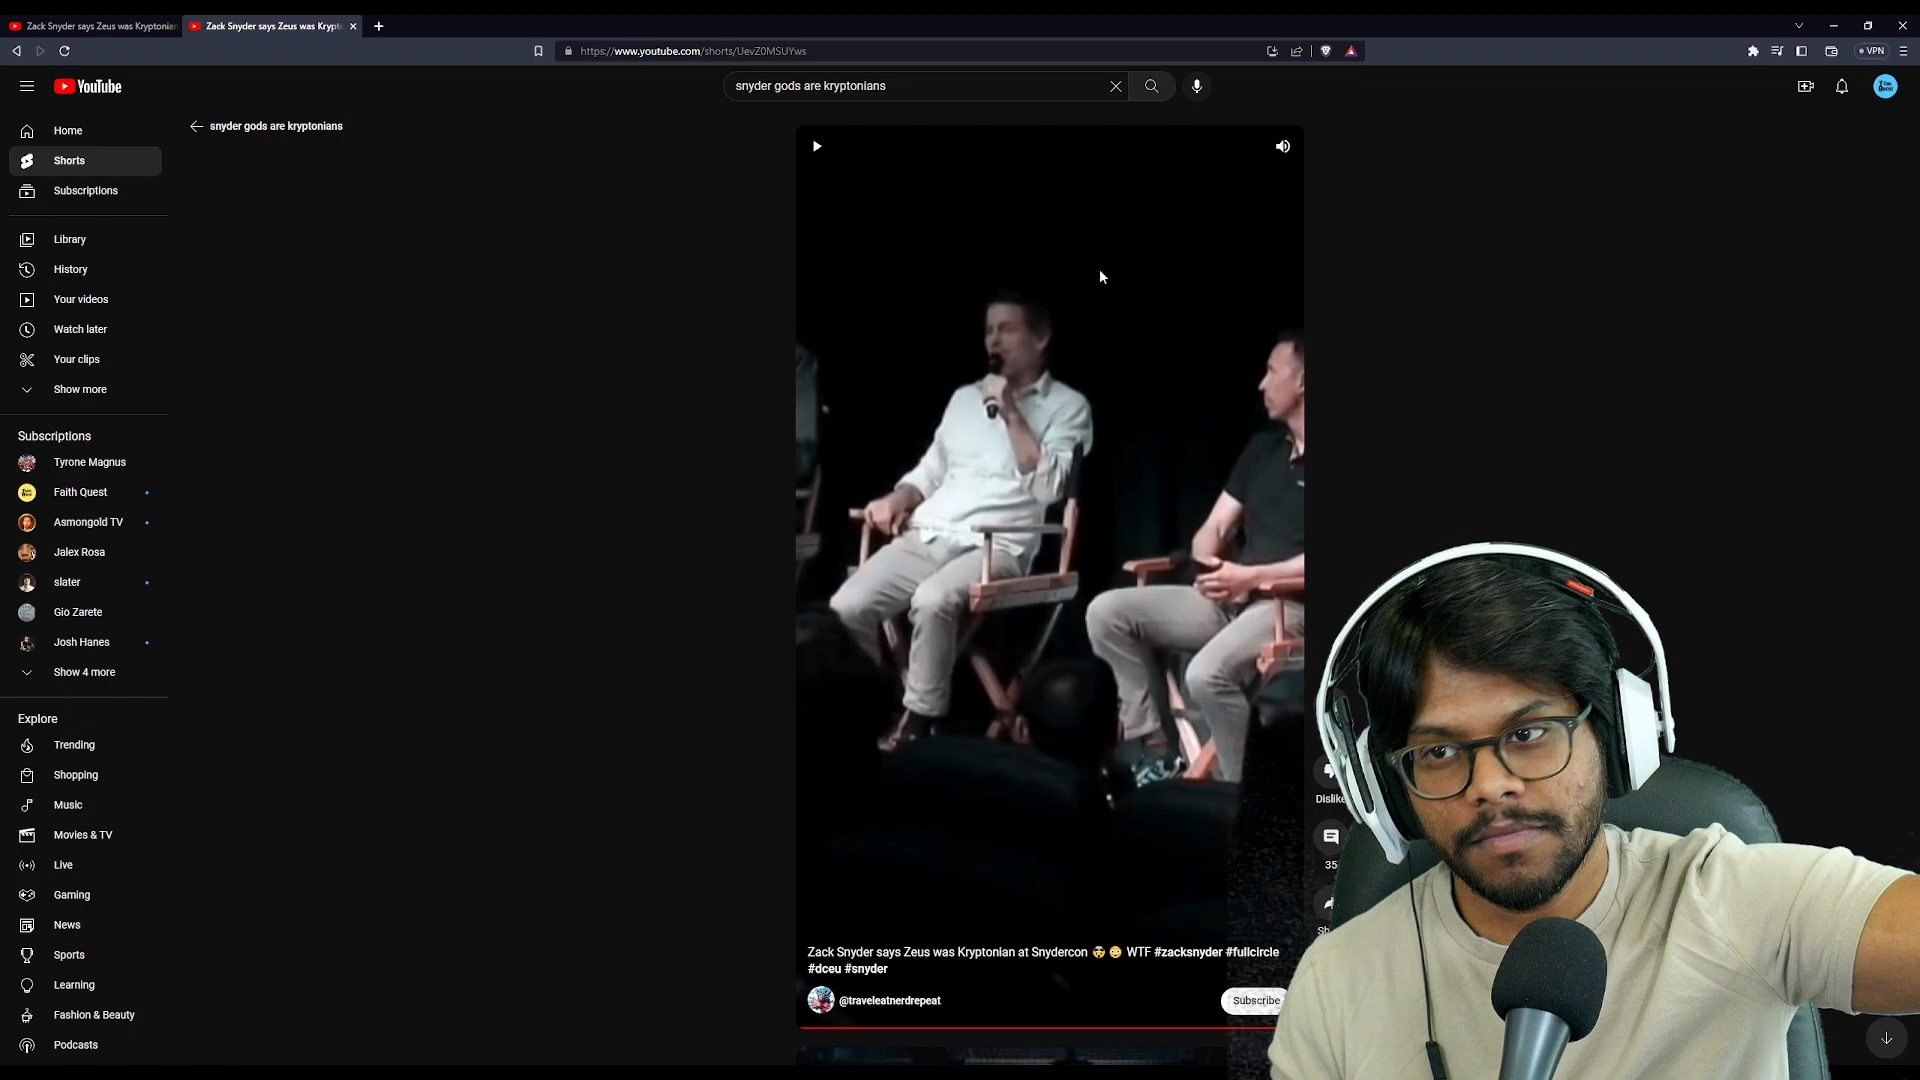 Zack Snyder says Zeus was Kryptonian
Zack Snyder says Zeus was Krypt
https://www.youtube.com/shorts/UevZ0MSUYws
VPN
YouTube
snyder gods are kryptonians
snyder gods are kryptonians
Home
Shorts
Subscriptions
Library
History
Your videos
Watch later
Your clips
Show more
Subscriptions
Tyrone Magnus
Faith Quest
Asmongold TV
Jalex Rosa
slater
Gio Zarete
Josh Hanes
Show 4 more
Explore
Trending
Shopping
Music
Movies & TV
Live
Gaming
News
Sports
Learning
Fashion & Beauty
Podcasts
Dislike
35
Sh
Zack Snyder says Zeus was Kryptonian at Snydercon 🤯 😳 WTF #zacksnyder #fullcircle
#dceu #snyder
@traveleatnerdrepeat
Subscribe